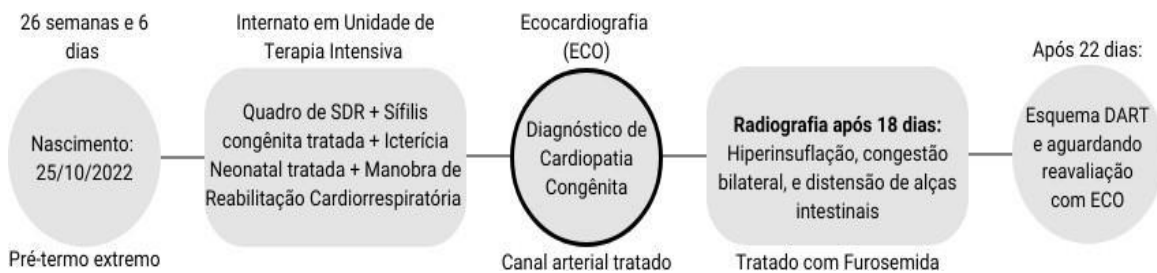 26 semanas e 6
dias
Nascimento:
25/10/2022
Pré-termo extremo
Internato em Unidade de
Terapia Intensiva
Quadro de SDR + Sífilis
congênita tratada + Icterícia
Neonatal tratada + Manobra de
Reabilitação Cardiorrespiratória
Ecocardiografia
(ECO)
Diagnóstico de
Cardiopatia
Congênita
Canal arterial tratado
Radiografia após 18 dias:
Hiperinsuflação, congestão
bilateral, e distensão de alças
intestinais
Tratado com Furosemida
Após 22 dias:
Esquema DART
e aguardando
reavaliação
com ECO